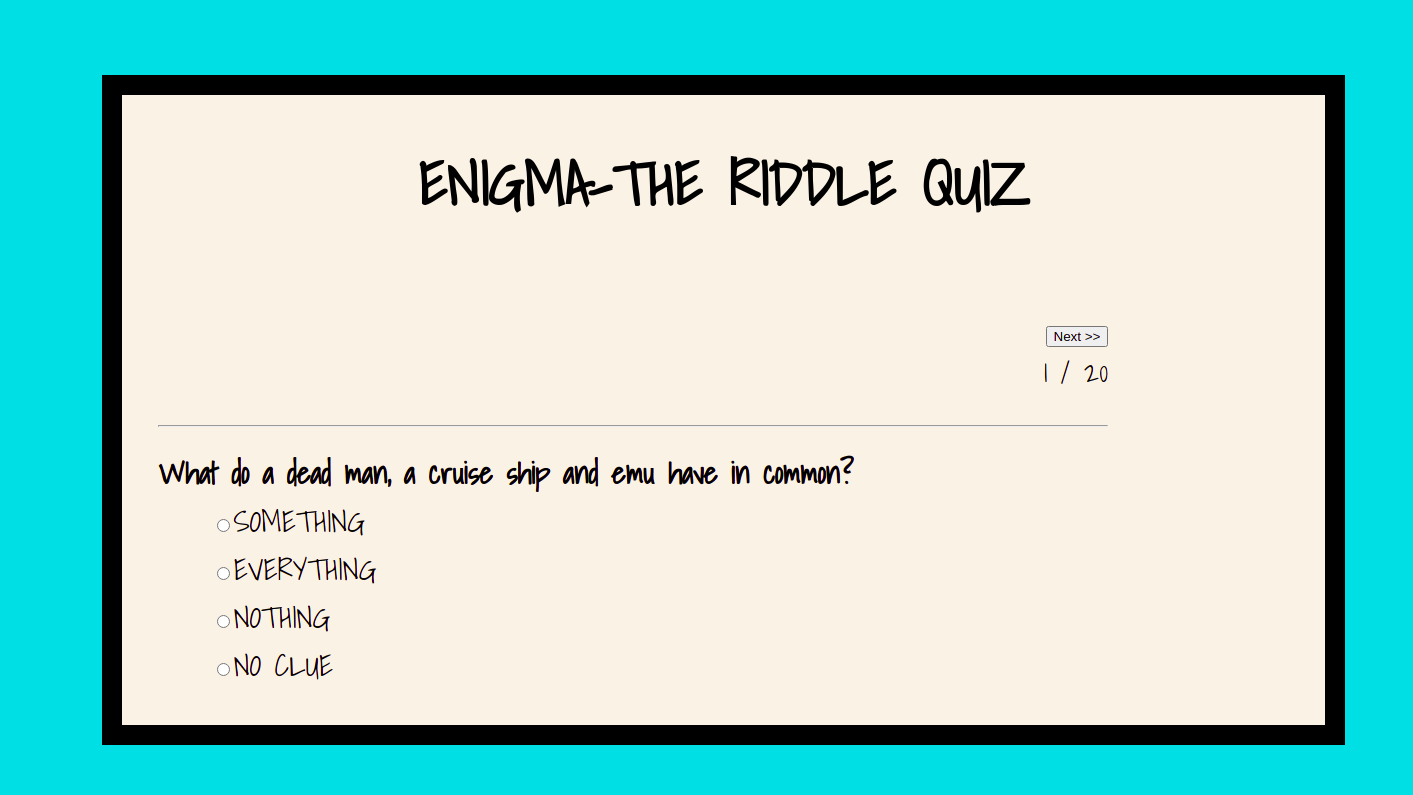 ENIGMA-THE RIDDLE QUIZ
Next >>
1 / 20
What do a dead man, a cruise ship and emu have in common?
SOMETHING
EVERYTHING
NOTHING
NO CLUE